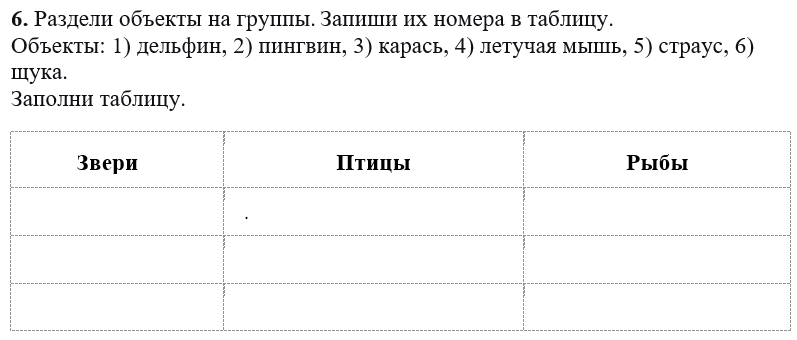 6. Раздели объекты на группы. Запиши их номера в таблицу.
Объекты: 1) дельфин, 2) пингвин, 3) карась, 4) летучая мышь, 5) страус, 6)
щука.
Заполни таблицу.
Звери Птицы Рыбы
.